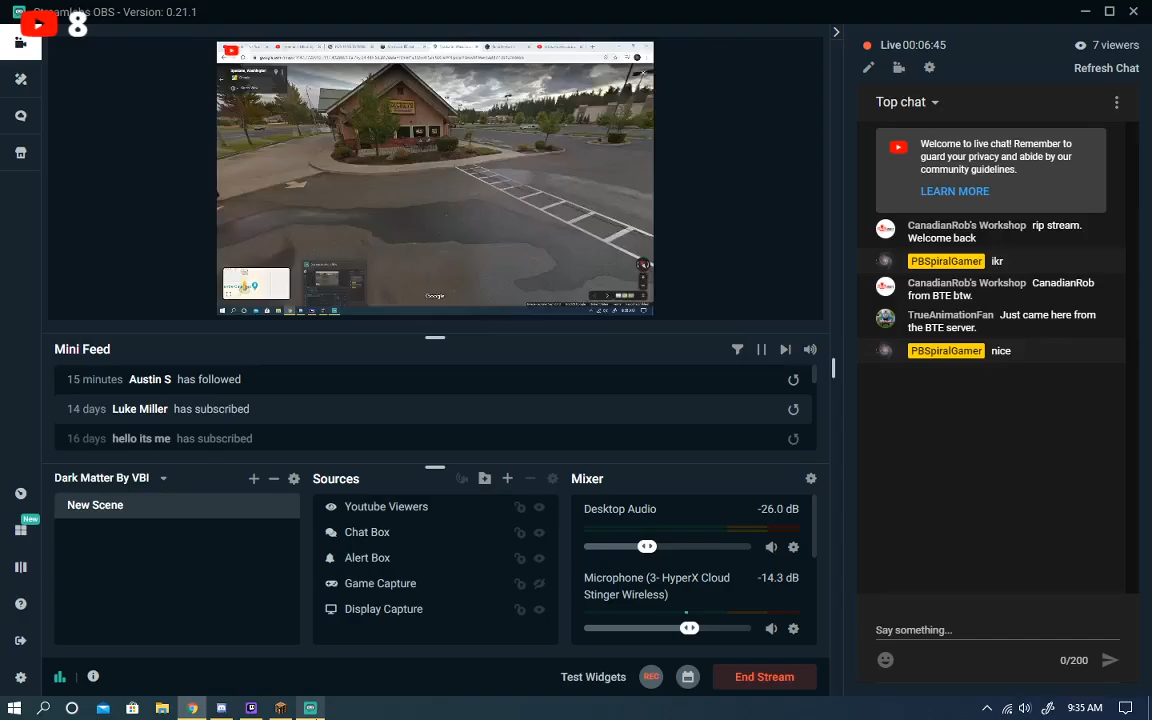 Streamlabs OBS - Version: 0.21.1
8
Live 00:06:45
7 viewers
Refresh Chat
Top chat
Welcome to live chat! Remember to
guard your privacy and abide by our
community guidelines.
LEARN MORE
CanadianRob's Workshop rip stream.
Welcome back
PBSpiralGamer ikr
CanadianRob's Workshop CanadianRob
from BTE btw.
TrueAnimationFan Just came here from
the BTE server.
PBSpiralGamer nice
Google
Mini Feed
15 minutes Austin S has followed
14 days Luke Miller has subscribed
16 days hello its me has subscribed
Dark Matter By VBI
New Scene
Sources
Youtube Viewers
Chat Box
Alert Box
Game Capture
Display Capture
Mixer
Desktop Audio -26.0 dB
Microphone (3- HyperX Cloud
Stinger Wireless) -14.3 dB
New
Say something...
0/200
Test Widgets
REC
End Stream
9:35 AM